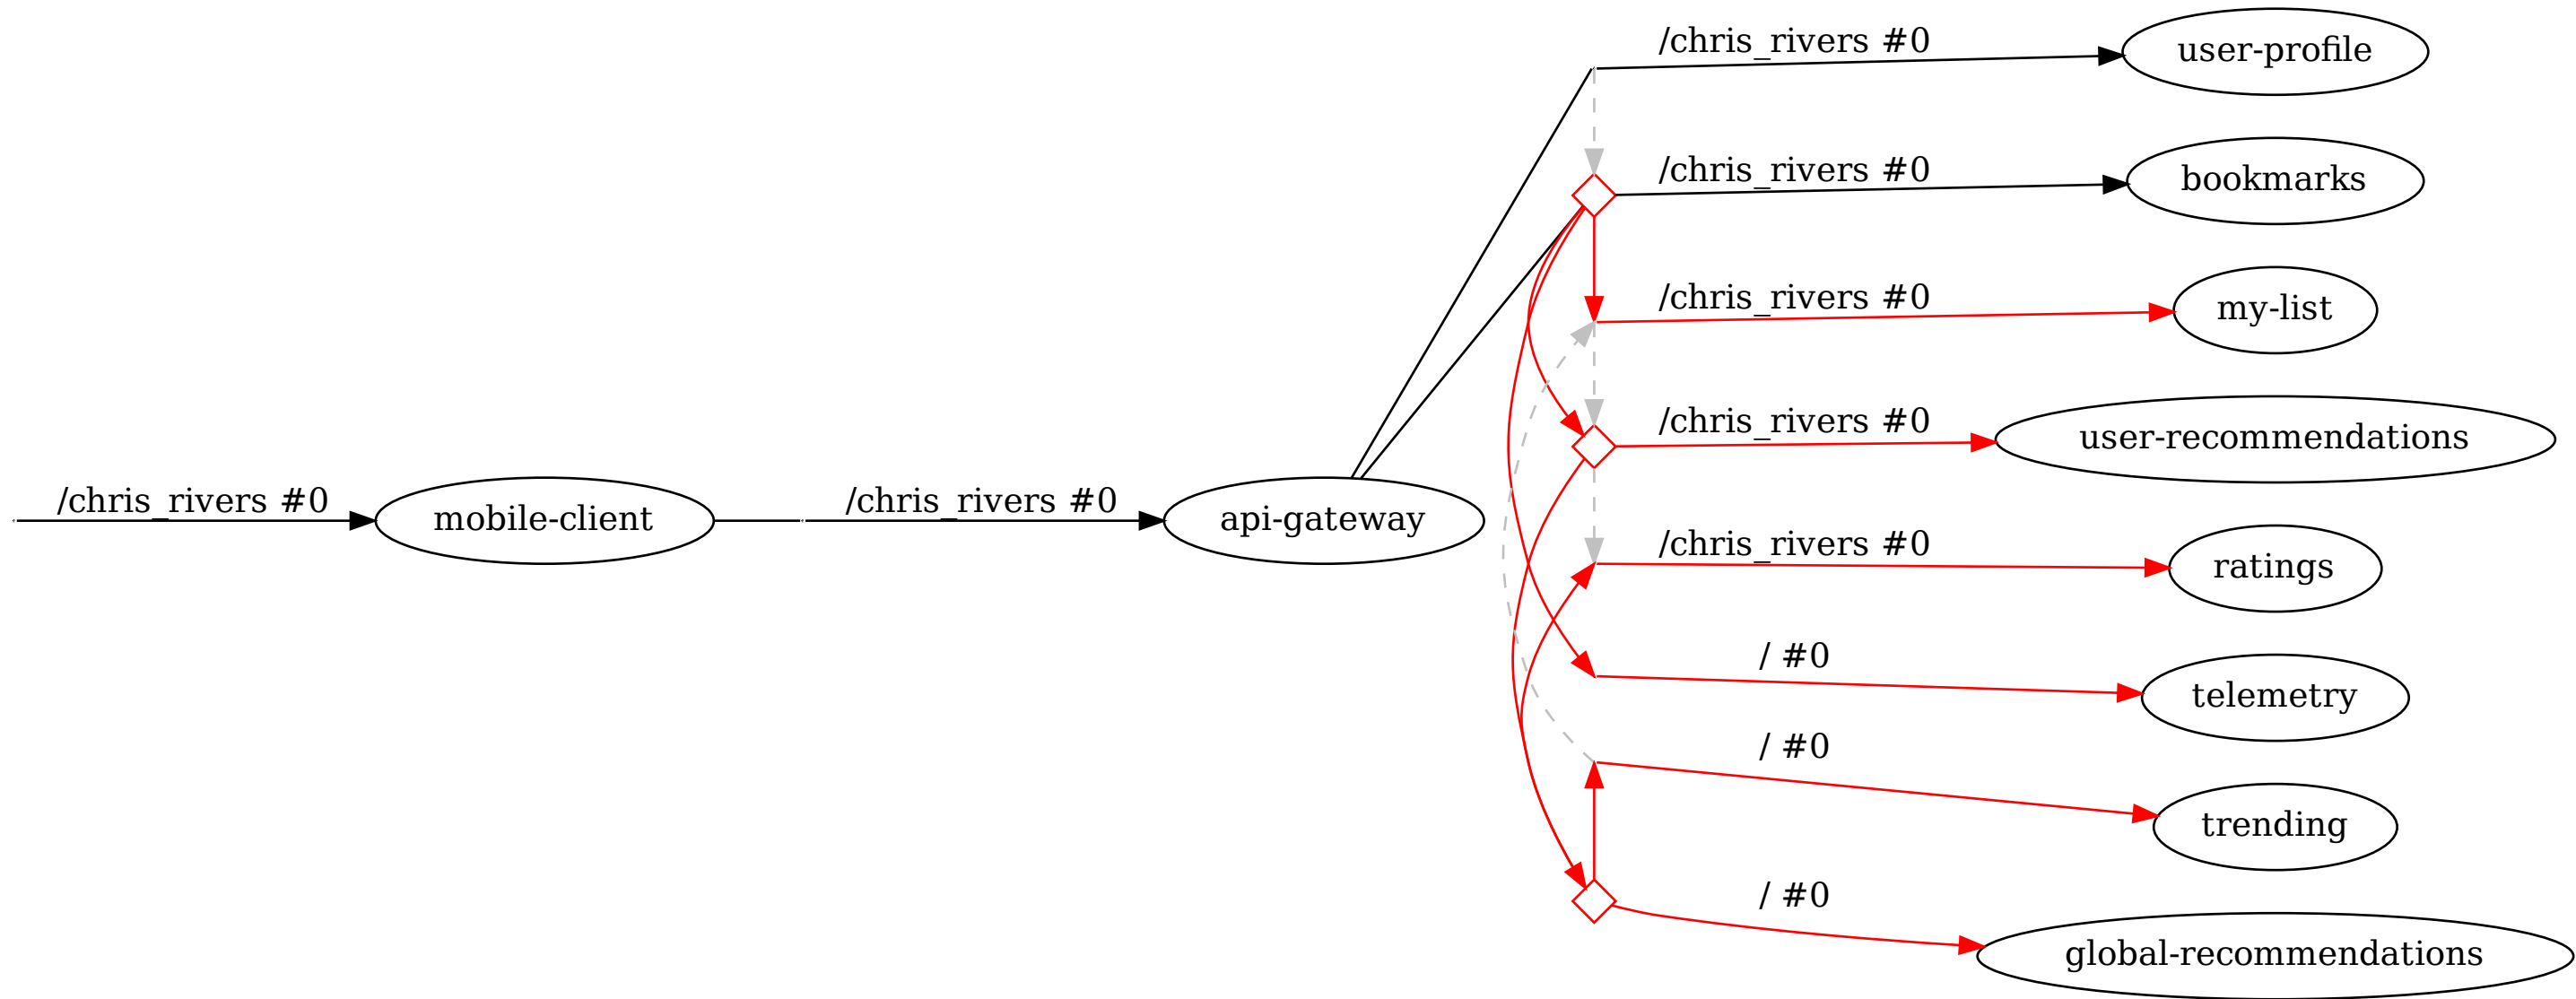 /chris_rivers #0
user-profile
/chris_rivers #0
bookmarks
/chris_rivers #0
my-list
/chris_rivers #0
user-recommendations
/chris_rivers #0
mobile-client
/chris_rivers #0
api-gateway
/chris_rivers #0
ratings
/ #0
telemetry
/ #0
trending
/ #0
global-recommendations